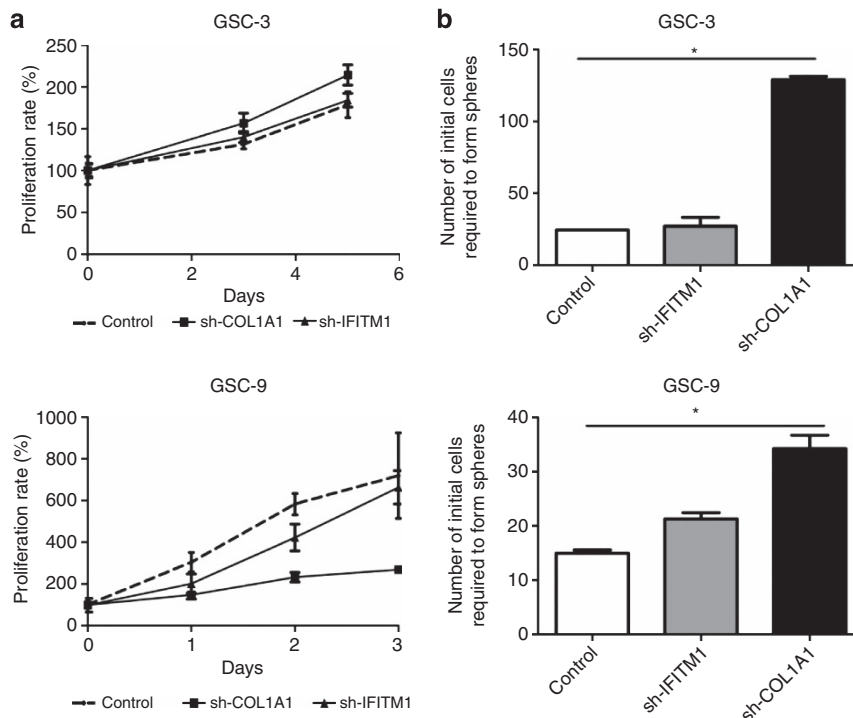 a
GSC-3
Proliferation rate (%)
250
200
150
100
50
0
0 2 4 6
Days
Control sh-COL1A1 sh-IFITM1
b
GSC-3
Number of initial cells
required to form spheres
150
100
50
0
*
Control
sh-IFITM1
sh-COL1A1
GSC-9
Proliferation rate (%)
1000
800
600
400
200
0
0 1 2 3
Days
Control sh-COL1A1 sh-IFITM1
GSC-9
Number of initial cells
required to form spheres
40
30
20
10
0
*
Control
sh-IFITM1
sh-COL1A1